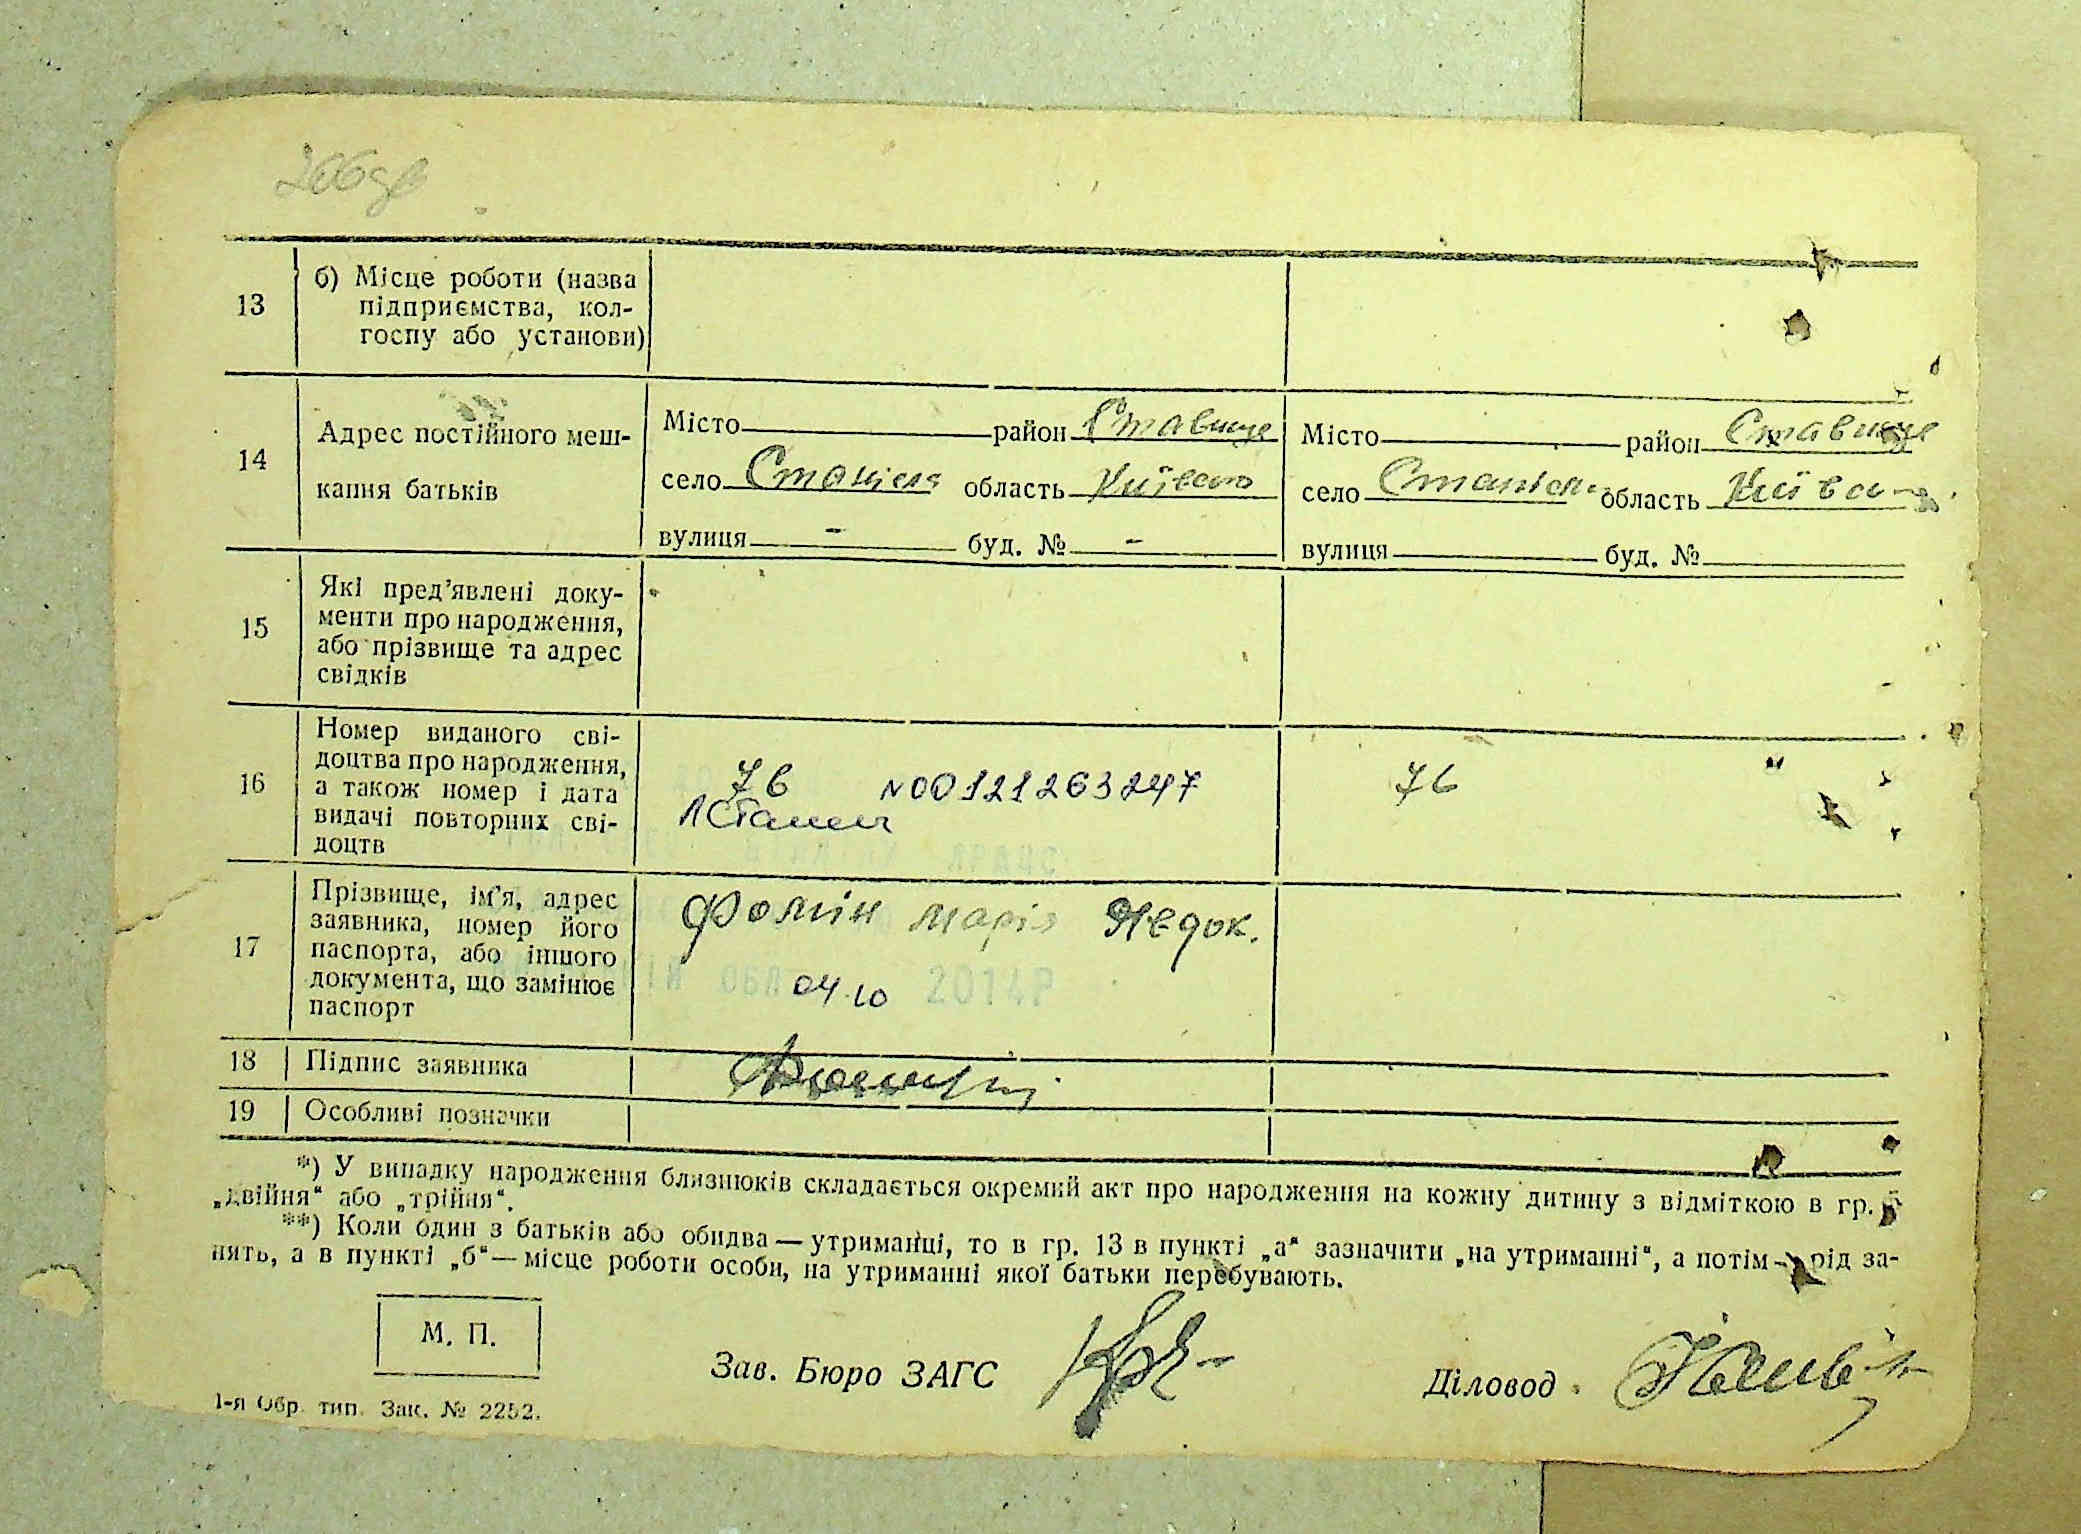 13
б) Місце роботи (назва
підприємства, кол-
госпу або установи)
14
Адрес постійного меш-
кання батьків
Місто район Ставище
село область Київсько
вулиця - буд. № -
Місто район Ставище
село область Київс
вулиця буд. №
15
Які пред’явлені доку-
менти про народження,
або прізвище та адрес
свідків
16
Номер виданого сві-
доцтва про народження,
а також номер і дата
видачі повторних сві-
доцтв
76 N00121263247
76 "
17
Прізвище, ім’я, адрес
заявника, номер його
паспорта, або іншого
документа, що замінює
паспорт
Фомін Марія
04.10 2014Р
18 Підпис заявника
19 Особливі позначки
*) У випадку народження близнюків складається окремий акт про народження на кожну дитину з відміткою в гр. 5
„двійня“ або „трійня“.
**) Коли один з батьків або обидва — утриманці, то в гр. 13 в пункті „а“ зазначити „на утриманні“, а потім — рід за-
нять, а в пункті „б“ — місце роботи особи, на утриманні якої батьки перебувають.
М. П.
Зав. Бюро ЗАГС
Діловод
1-я Обр. тип. Зак. № 2252.